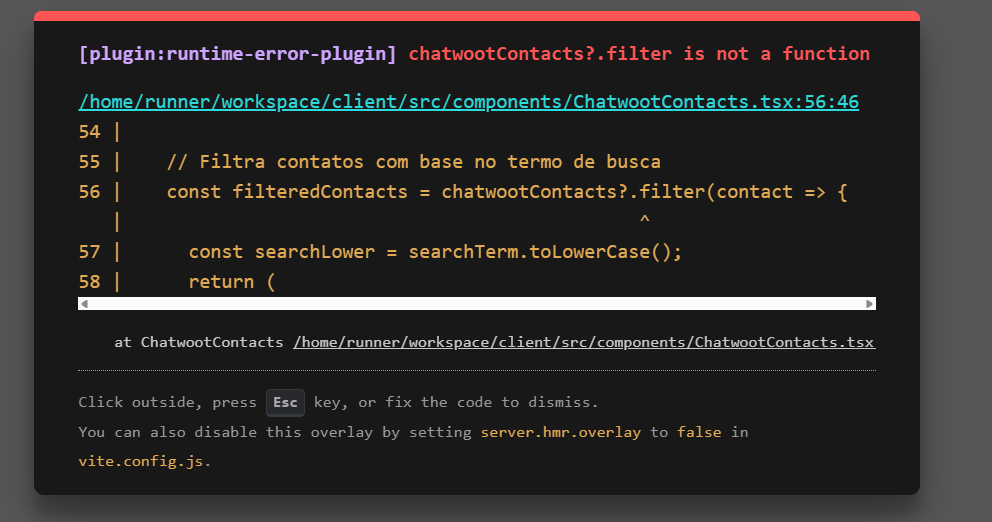 [plugin:runtime-error-plugin] chatwootContacts?.filter is not a function
/home/runner/workspace/client/src/components/ChatwootContacts.tsx:56:46
54 |
55 |    // Filtra contatos com base no termo de busca
56 |    const filteredContacts = chatwootContacts?.filter(contact => {
   |                                               ^
57 |      const searchLower = searchTerm.toLowerCase();
58 |      return (
at ChatwootContacts /home/runner/workspace/client/src/components/ChatwootContacts.tsx
Click outside, press Esc key, or fix the code to dismiss.
You can also disable this overlay by setting server.hmr.overlay to false in
vite.config.js.